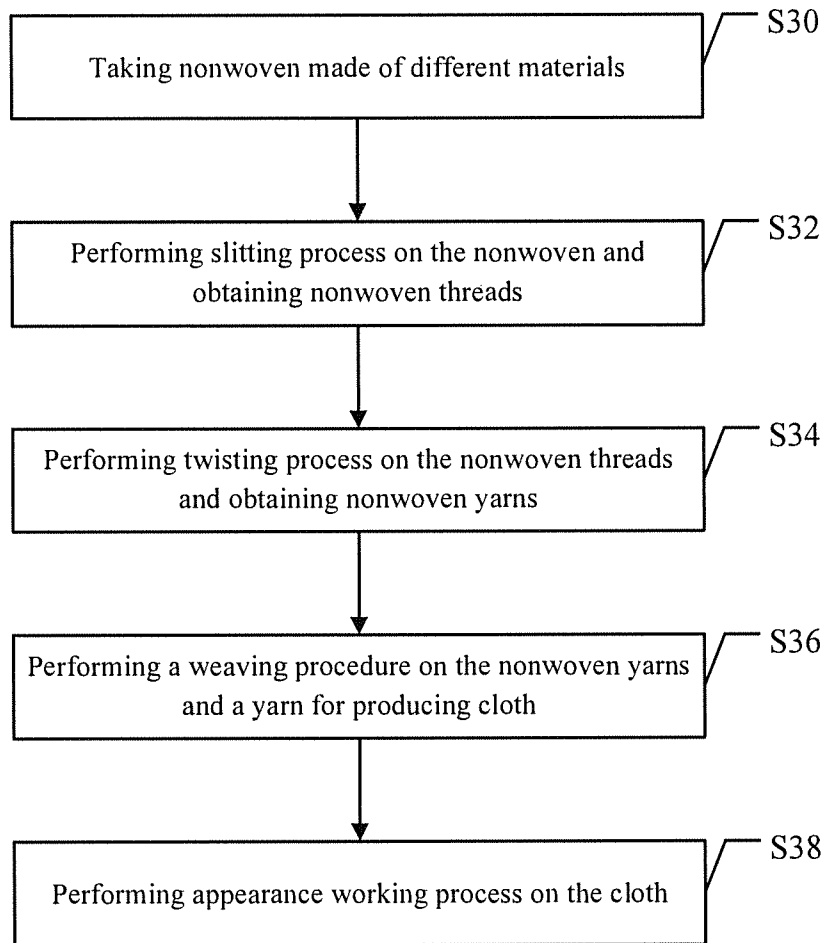 S30
Taking nonwoven made of different materials
S32
Performing slitting process on the nonwoven and
obtaining nonwoven threads
S34
Performing twisting process on the nonwoven threads
and obtaining nonwoven yarns
S36
Performing a weaving procedure on the nonwoven yarns
and a yarn for producing cloth
S38
Performing appearance working process on the cloth